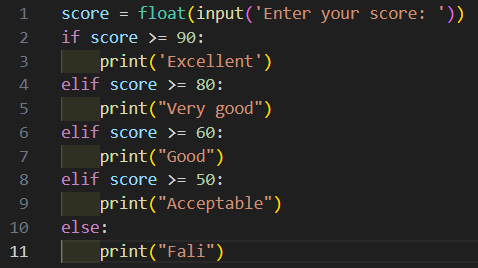 1 score = float(input('Enter your score: '))
2 if score >= 90:
3     print('Excellent')
4 elif score >= 80:
5     print("Very good")
6 elif score >= 60:
7     print("Good")
8 elif score >= 50:
9     print("Acceptable")
10 else:
11     print("Fali")